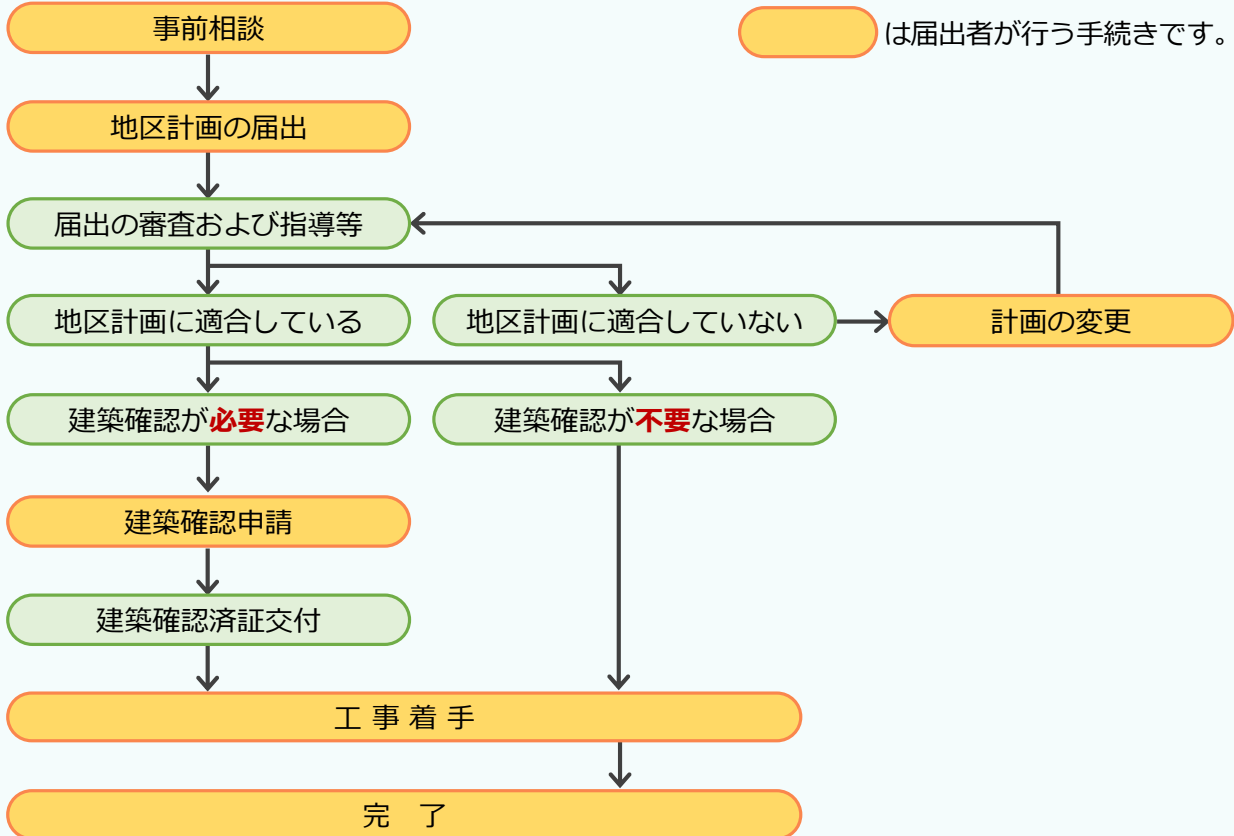 事前相談
は届出者が行う手続きです。
地区計画の届出
届出の審査および指導等
地区計画に適合している
地区計画に適合していない
計画の変更
建築確認が必要な場合
建築確認が不要な場合
建築確認申請
建築確認済証交付
工 事 着 手
完　了